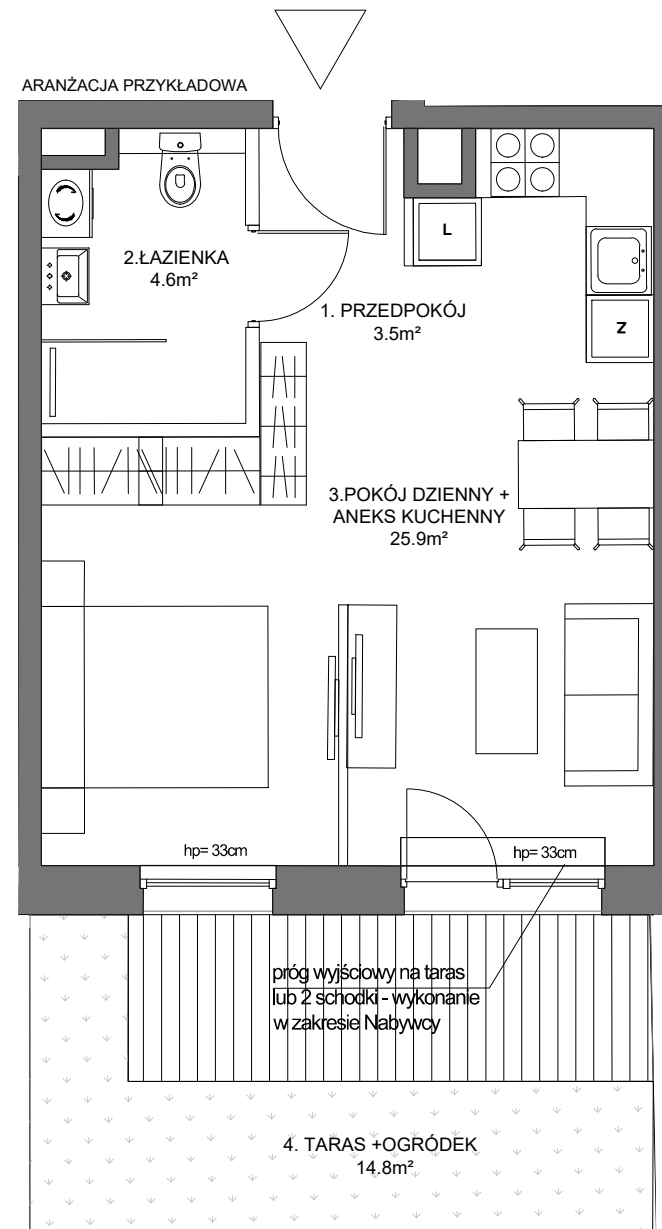 ARANŻACJA PRZYKŁADOWA
L
2.ŁAZIENKA
4.6m²
1. PRZEDPOKÓJ
3.5m²
Z
3.POKÓJ DZIENNY +
ANEKS KUCHENNY
25.9m²
hp= 33cm
hp= 33cm
próg wyjściowy na taras
lub 2 schodki - wykonanie
w zakresie Nabywcy
4. TARAS +OGRÓDEK
14.8m²